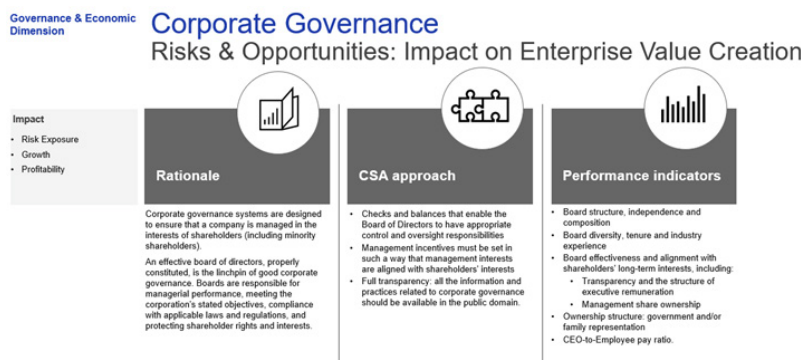 Governance & Economic
Dimension
Corporate Governance
Risks & Opportunities: Impact on Enterprise Value Creation
Impact
• Risk Exposure
• Growth
• Profitability
Rationale
Corporate governance systems are designed
to ensure that a company is managed in the
interests of shareholders (including minority
shareholders).
An effective board of directors, properly
constituted, is the linchpin of good corporate
governance. Boards are responsible for
managerial performance, meeting the
corporation's stated objectives, compliance
with applicable laws and regulations, and
protecting shareholder rights and interests.
CSA approach
• Checks and balances that enable the
Board of Directors to have appropriate
control and oversight responsibilities
• Management incentives must be set in
such a way that management interests
are aligned with shareholders' interests
• Full transparency: all the information and
practices related to corporate governance
should be available in the public domain.
Performance indicators
• Board structure, independence and
composition
• Board diversity, tenure and industry
experience
• Board effectiveness and alignment with
shareholders' long-term interests, including:
• Transparency and the structure of
executive remuneration
• Management share ownership
• Ownership structure: government and/or
family representation
• CEO-to-Employee pay ratio.